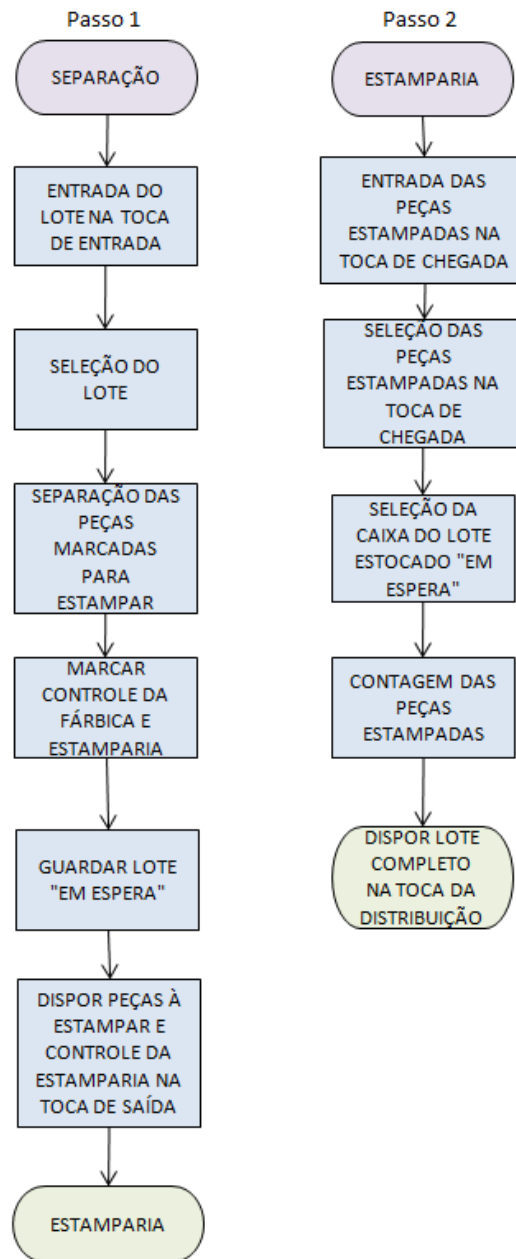 Passo 1
SEPARAÇÃO
ENTRADA DO
LOTE NA TOCA
DE ENTRADA
SELEÇÃO DO
LOTE
SEPARAÇÃO DAS
PEÇAS
MARCADAS
PARA
ESTAMPAR
MARCAR
CONTROLE DA
FÁRBICA E
ESTAMPARIA
GUARDAR LOTE
"EM ESPERA"
DISPOR PEÇAS À
ESTAMPAR E
CONTROLE DA
ESTAMPARIA NA
TOCA DE SAÍDA
ESTAMPARIA
Passo 2
ESTAMPARIA
ENTRADA DAS
PEÇAS
ESTAMPADAS NA
TOCA DE CHEGADA
SELEÇÃO DAS
PEÇAS
ESTAMPADAS NA
TOCA DE
CHEGADA
SELEÇÃO DA
CAIXA DO LOTE
ESTOCADO "EM
ESPERA"
CONTAGEM DAS
PEÇAS
ESTAMPADAS
DISPOR LOTE
COMPLETO
NA TOCA DA
DISTRIBUIÇÃO